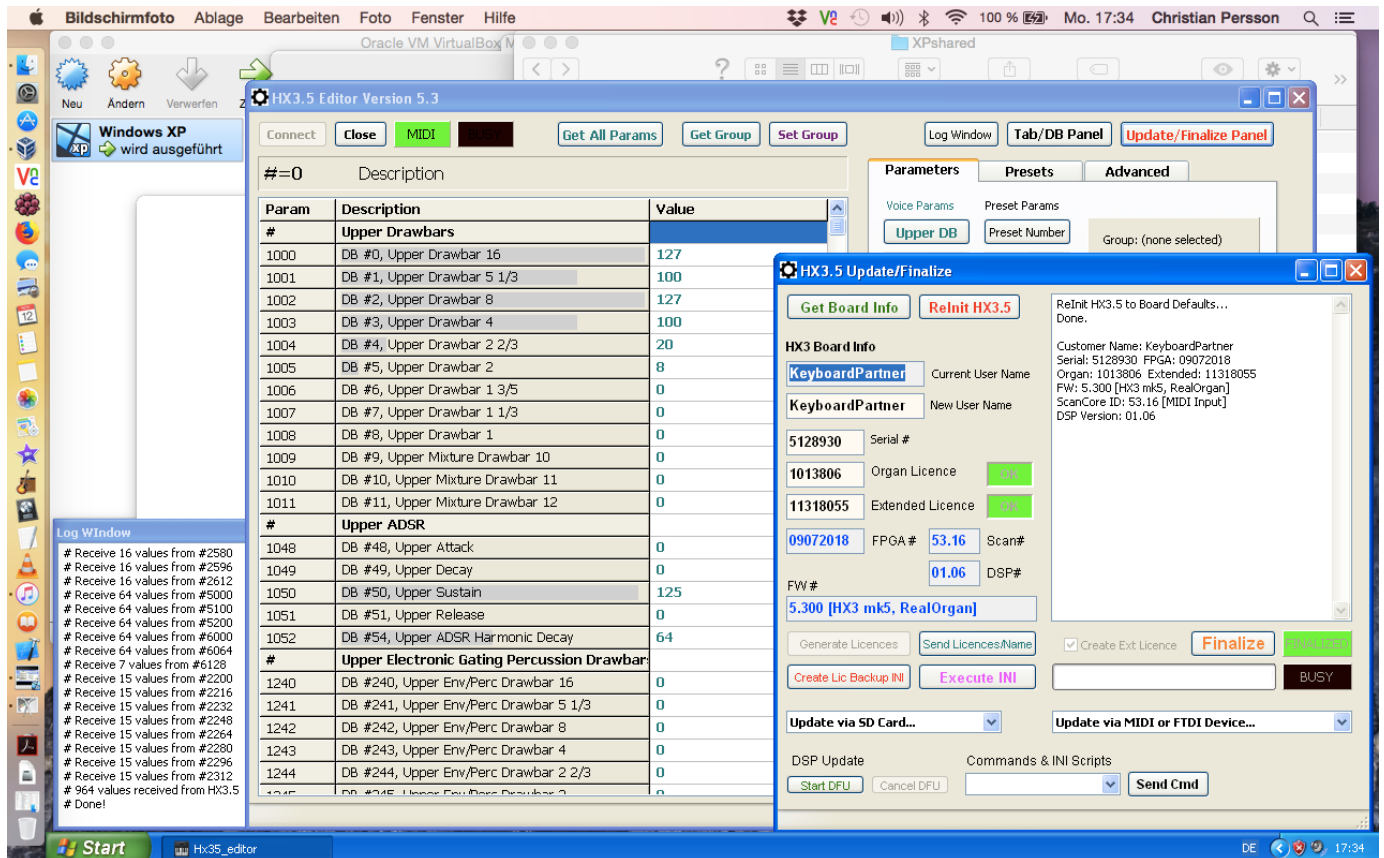 Bildschirmfoto Ablage Bearbeiten Foto Fenster Hilfe 100 % Mo. 17:34 Christian Persson
Oracle VM VirtualBox
XPshared
Neu Ändern Verwerfen
Windows XP
wird ausgeführt
HX3.5 Editor Version 5.3
Connect Close MIDI BUSY Get All Params Get Group Set Group Log Window Tab/DB Panel Update/Finalize Panel
#=0 Description
Parameters Presets Advanced
Voice Params Preset Params
Upper DB Preset Number
Group: (none selected)
Param Description Value
# Upper Drawbars
1000 DB #0, Upper Drawbar 16 127
1001 DB #1, Upper Drawbar 5 1/3 100
1002 DB #2, Upper Drawbar 8 127
1003 DB #3, Upper Drawbar 4 100
1004 DB #4, Upper Drawbar 2 2/3 20
1005 DB #5, Upper Drawbar 2 8
1006 DB #6, Upper Drawbar 1 3/5 0
1007 DB #7, Upper Drawbar 1 1/3 0
1008 DB #8, Upper Drawbar 1 0
1009 DB #9, Upper Mixture Drawbar 10 0
1010 DB #10, Upper Mixture Drawbar 11 0
1011 DB #11, Upper Mixture Drawbar 12 0
# Upper ADSR
1048 DB #48, Upper Attack 0
1049 DB #49, Upper Decay 0
1050 DB #50, Upper Sustain 125
1051 DB #51, Upper Release 0
1052 DB #54, Upper ADSR Harmonic Decay 64
# Upper Electronic Gating Percussion Drawbar
1240 DB #240, Upper Env/Perc Drawbar 16 0
1241 DB #241, Upper Env/Perc Drawbar 5 1/3 0
1242 DB #242, Upper Env/Perc Drawbar 8 0
1243 DB #243, Upper Env/Perc Drawbar 4 0
1244 DB #244, Upper Env/Perc Drawbar 2 2/3 0
1245 DB #245, Upper Env/Perc Drawbar 2 0
HX3.5 Update/Finalize
Get Board Info ReInit HX3.5
HX3 Board Info
KeyboardPartner Current User Name
KeyboardPartner New User Name
5128930 Serial #
1013806 Organ Licence OK
11318055 Extended Licence OK
09072018 FPGA# 53.16 Scan#
01.06 DSP#
FW#
5.300 [HX3 mk5, RealOrgan]
ReInit HX3.5 to Board Defaults...
Done.
Customer Name: KeyboardPartner
Serial: 5128930 FPGA: 09072018
Organ: 1013806 Extended: 11318055
FW: 5.300 [HX3 mk5, RealOrgan]
ScanCore ID: 53.16 [MIDI Input]
DSP Version: 01.06
Generate Licences Send Licences/Name Create Ext Licence Finalize FINALIZED
Create Lic Backup INI Execute INI BUSY
Update via SD Card... Update via MIDI or FTDI Device...
DSP Update Commands & INI Scripts
Start DFU Cancel DFU Send Cmd
Log WIndow
# Receive 16 values from #2580
# Receive 16 values from #2596
# Receive 16 values from #2612
# Receive 64 values from #5000
# Receive 64 values from #5100
# Receive 64 values from #5200
# Receive 64 values from #6000
# Receive 64 values from #6064
# Receive 7 values from #6128
# Receive 15 values from #2200
# Receive 15 values from #2216
# Receive 15 values from #2232
# Receive 15 values from #2248
# Receive 15 values from #2264
# Receive 15 values from #2280
# Receive 15 values from #2296
# Receive 15 values from #2312
# 964 values received from HX3.5
# Done!
Start Hx35_editor DE 17:34